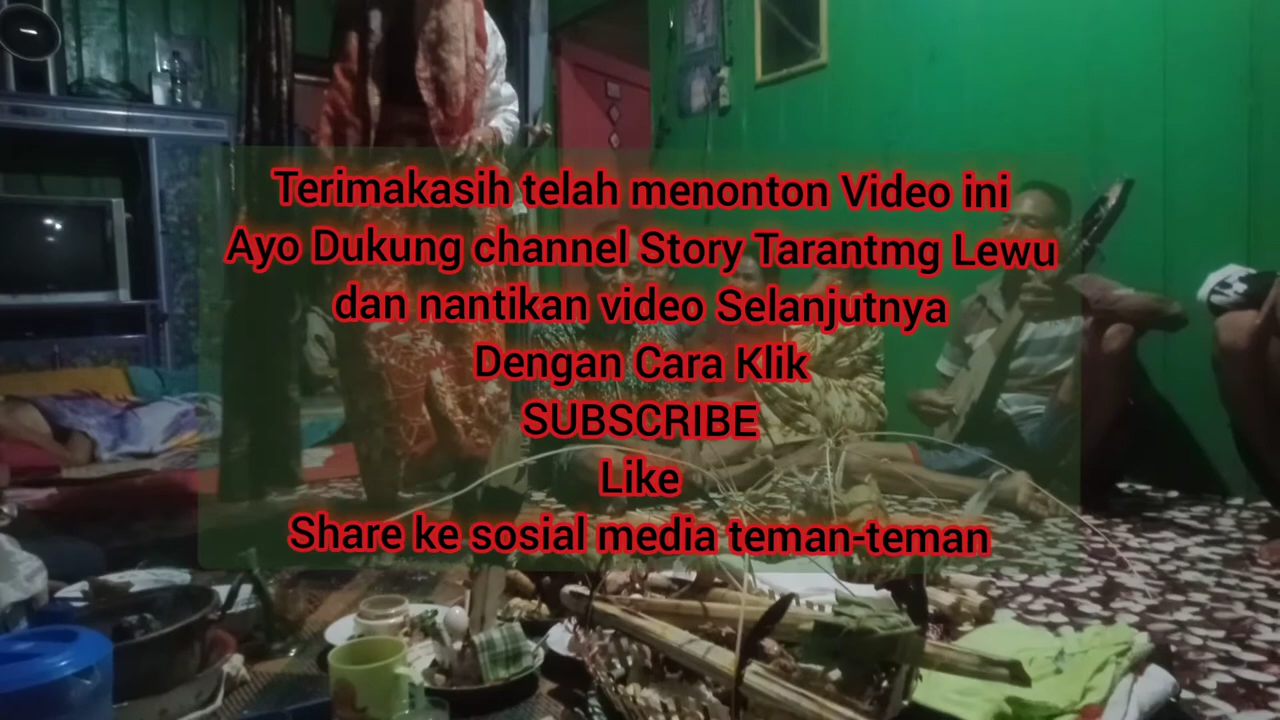 Terimakasih telah menonton Video ini
Ayo Dukung channel Story Tarantmg Lewu
dan nantikan video Selanjutnya
Dengan Cara Klik
SUBSCRIBE
Like
Share ke sosial media teman-teman